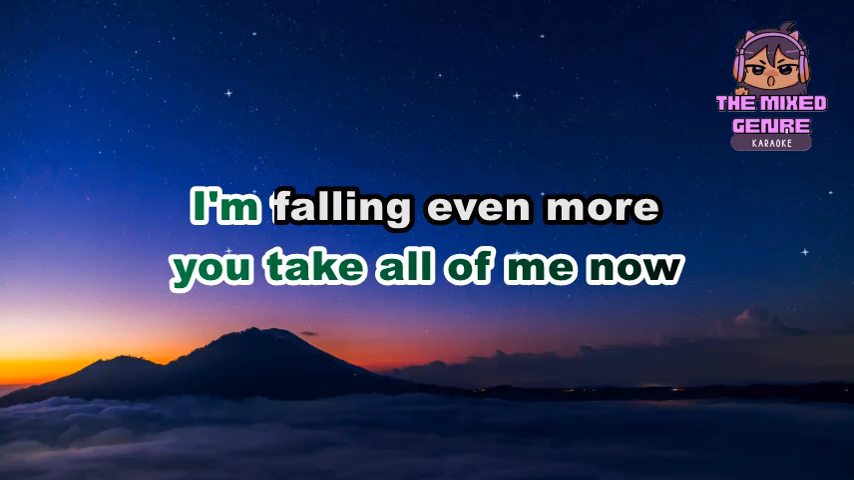 THE MIXED
GENRE
KARAOKE
I'm falling even more
you take all of me now